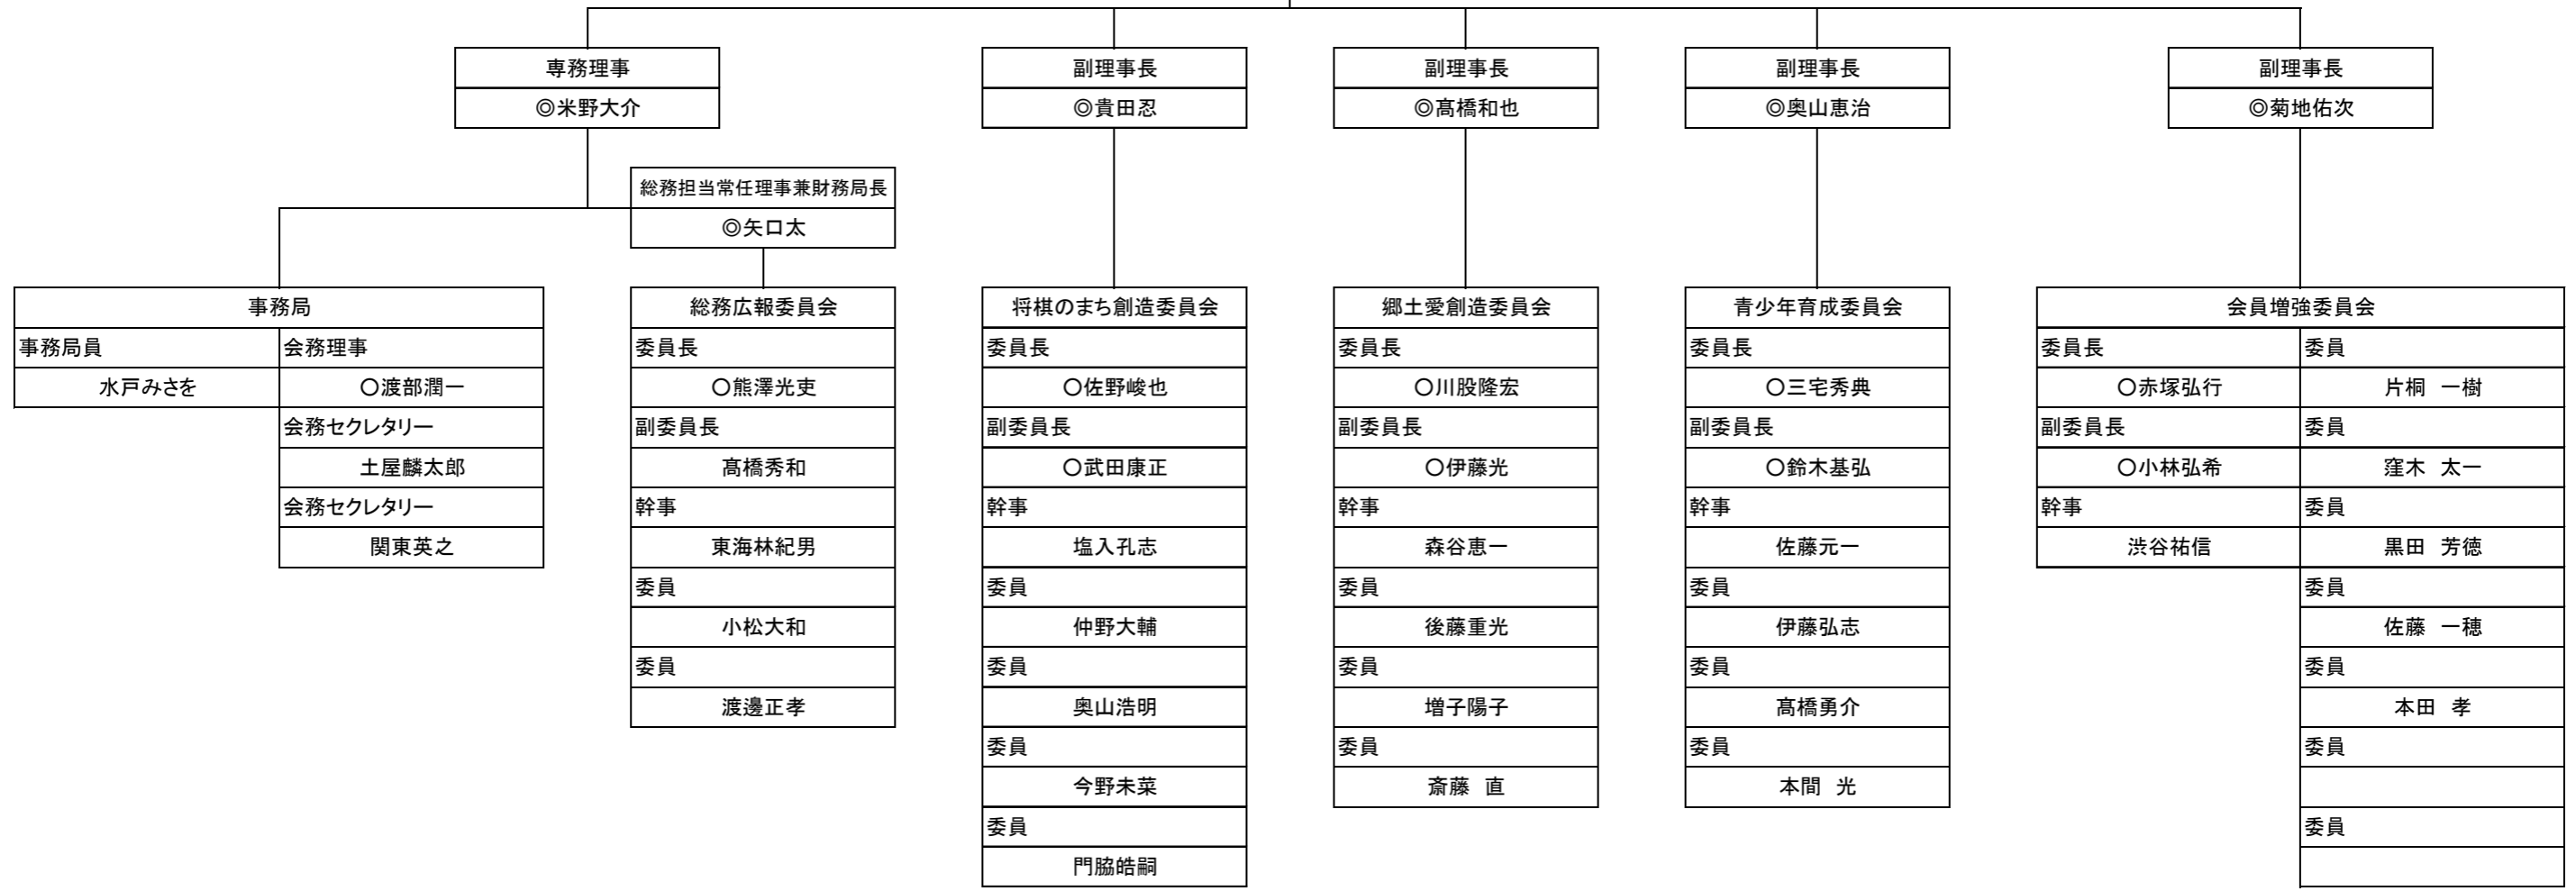 専務理事
◎米野大介
副理事長
◎貴田忍
副理事長
◎髙橋和也
副理事長
◎奥山恵治
副理事長
◎菊地佑次
総務担当常任理事兼財務局長
◎矢口太
事務局
事務局員
水戸みさを
会務理事
○渡部潤一
会務セクレタリー
土屋麟太郎
会務セクレタリー
関東英之
総務広報委員会
委員長
○熊澤光吏
副委員長
髙橋秀和
幹事
東海林紀男
委員
小松大和
委員
渡邊正孝
将棋のまち創造委員会
委員長
○佐野峻也
副委員長
○武田康正
幹事
塩入孔志
委員
仲野大輔
委員
奥山浩明
委員
今野未菜
委員
門脇皓嗣
郷土愛創造委員会
委員長
○川股隆宏
副委員長
○伊藤光
幹事
森谷恵一
委員
後藤重光
委員
増子陽子
委員
斎藤　直
青少年育成委員会
委員長
○三宅秀典
副委員長
○鈴木基弘
幹事
佐藤元一
委員
伊藤弘志
委員
髙橋勇介
委員
本間　光
会員増強委員会
委員長
○赤塚弘行
副委員長
○小林弘希
幹事
渋谷祐信
委員
片桐　一樹
委員
窪木　太一
委員
黒田　芳徳
委員
佐藤　一穂
委員
本田　孝
委員
委員